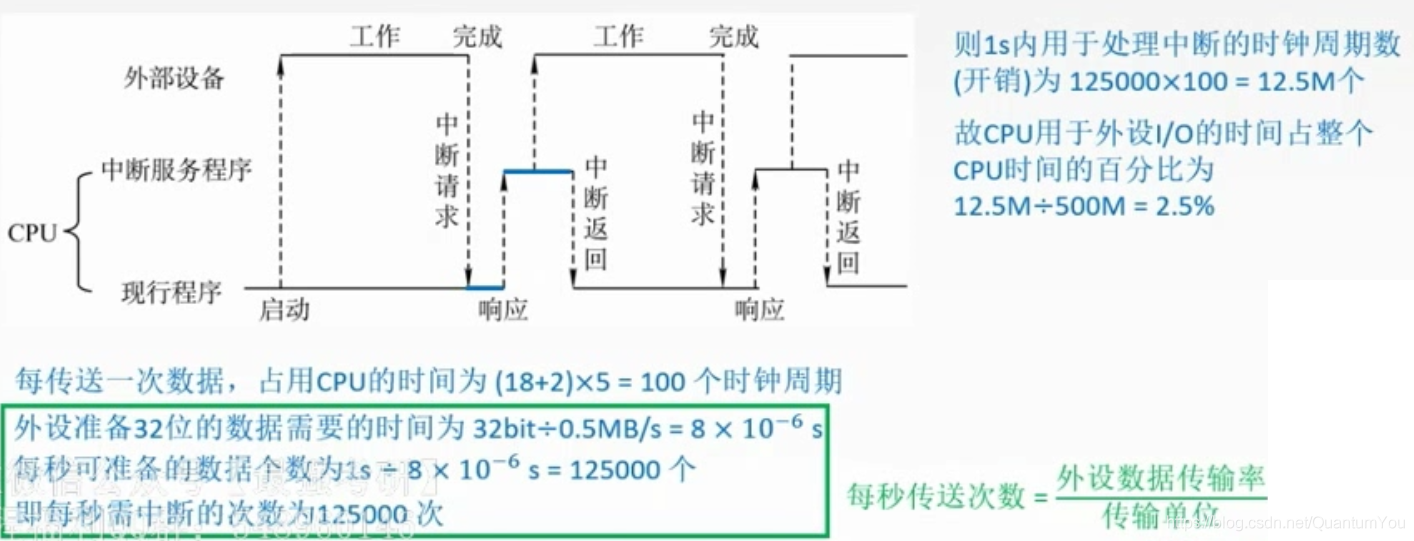 工作 完成 工作 完成
外部设备
中断请求
中断请求
中断服务程序
中断返回
中断返回
CPU
现行程序
启动 响应 响应
则1s内用于处理中断的时钟周期数
(开销)为 125000×100 = 12.5M个
故CPU用于外设I/O的时间占整个
CPU时间的百分比为
12.5M÷500M = 2.5%
每传送一次数据，占用CPU的时间为 (18+2)×5 = 100 个时钟周期
外设准备32位的数据需要的时间为 32bit÷0.5MB/s = 8 × 10⁻⁶ s
每秒可准备的数据个数为1s ÷ 8 × 10⁻⁶ s = 125000 个
即每秒需中断的次数为125000 次
每秒传送次数 = 外设数据传输率
传输单位
https://blog.csdn.net/QuantumYou